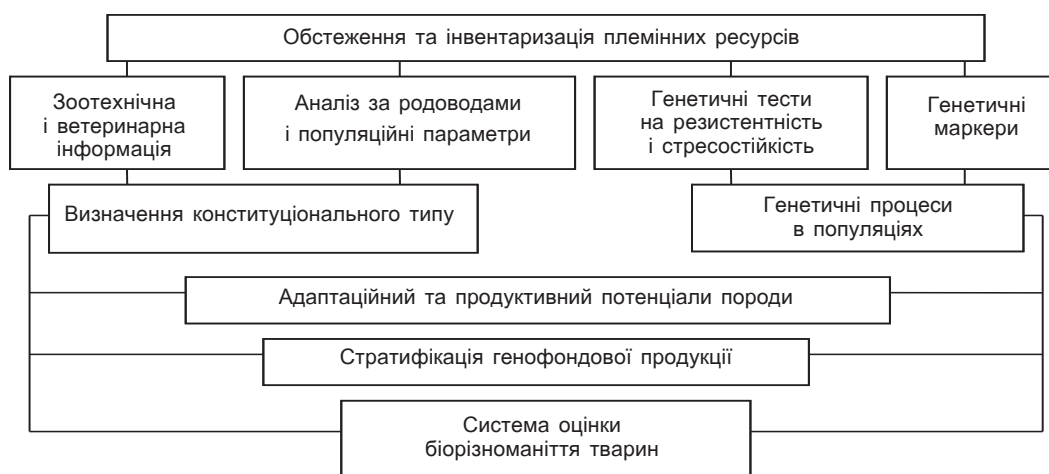 Обстеження та інвентаризація племінних ресурсів
Зоотехнічна
і ветеринарна
інформація
Аналіз за родоводами
і популяційні параметри
Генетичні тести
на резистентність
і стресостійкість
Генетичні
маркери
Визначення конституціонального типу
Генетичні процеси
в популяціях
Адаптаційний та продуктивний потенціали породи
Стратифікація генофондової продукції
Система оцінки
біорізноманіття тварин